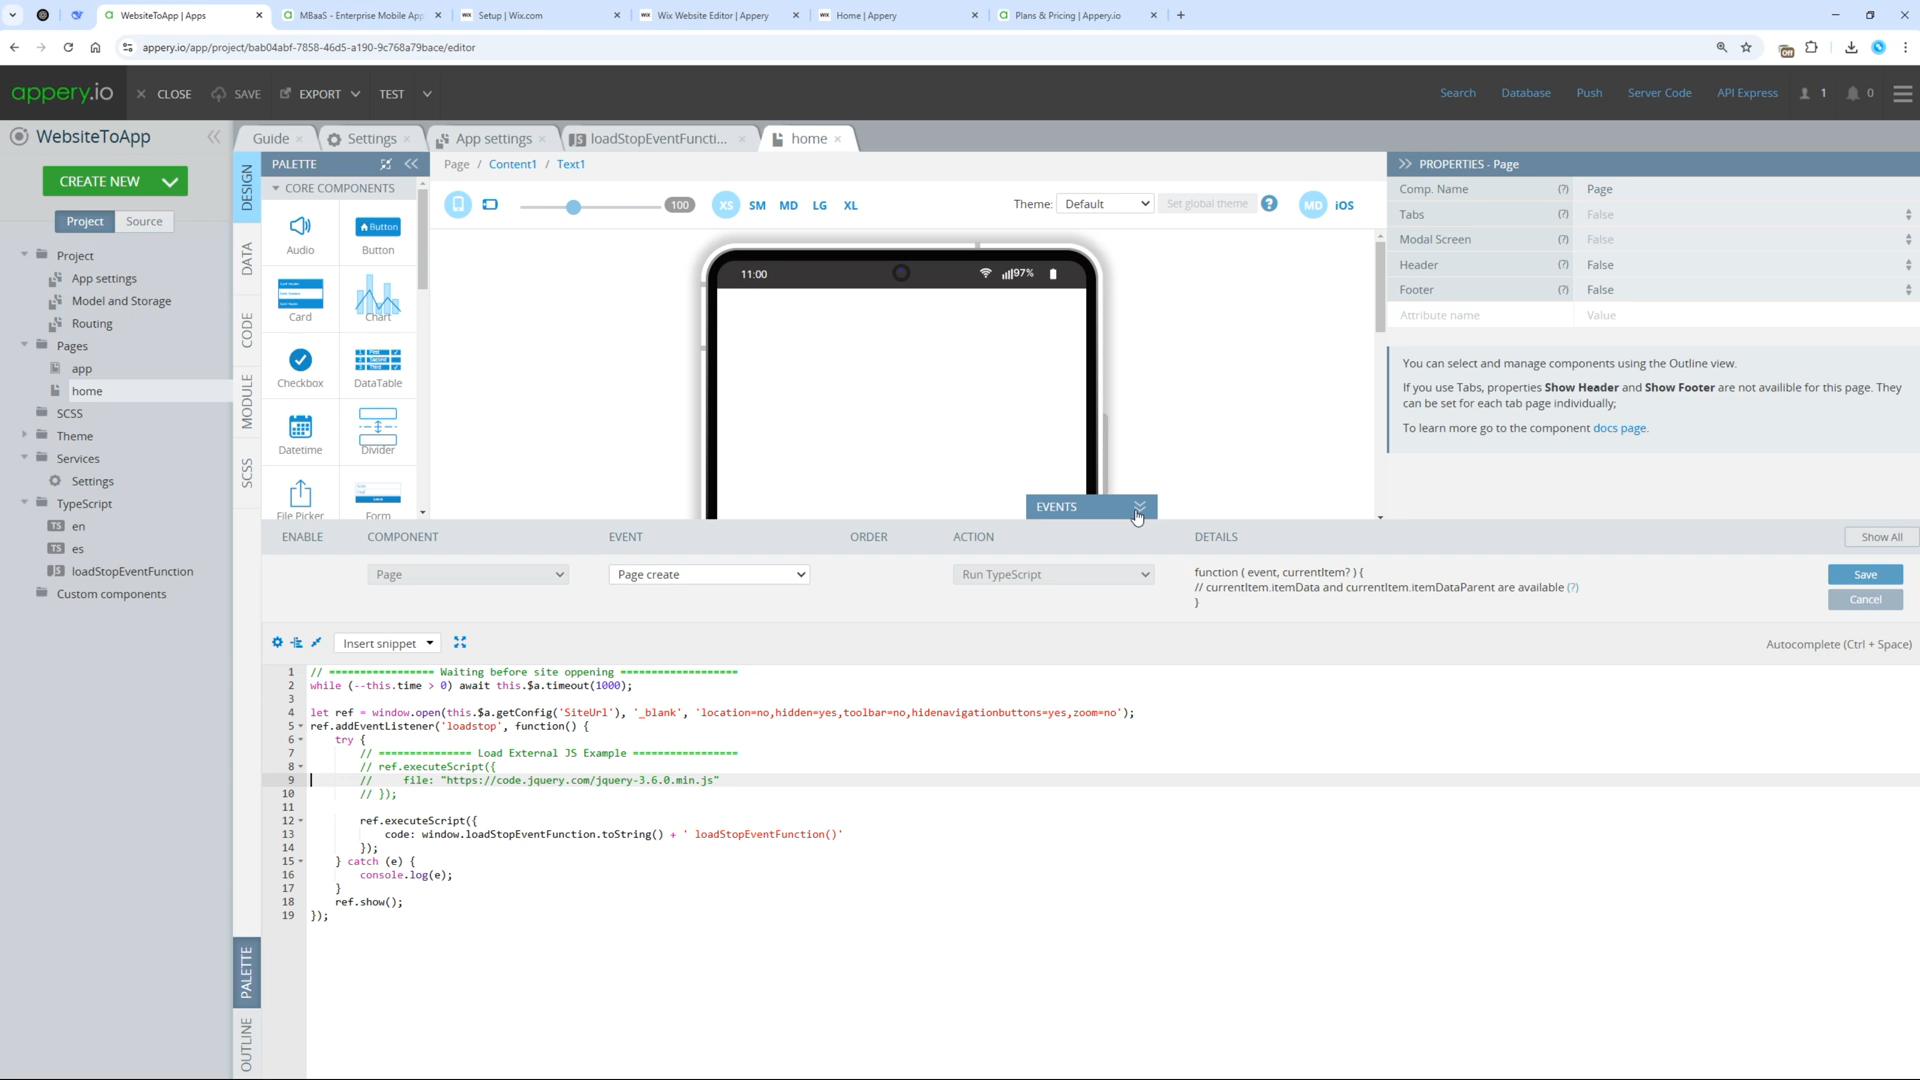 WebsiteToApp | Apps
MBaaS - Enterprise Mobile App
WIX Setup | Wix.com
WIX Wix Website Editor | Appery
WIX Home | Appery
Plans & Pricing | Appery.io
appery.io/app/project/bab04abf-7858-46d5-a190-9c768a79bace/editor
Off
appery.io
CLOSE
SAVE
EXPORT
TEST
Search
Database
Push
Server Code
API Express
1
0
WebsiteToApp
CREATE NEW
Project
Source
Project
App settings
Model and Storage
Routing
Pages
app
home
SCSS
Theme
Services
Settings
TypeScript
TS en
TS es
loadStopEventFunction
Custom components
Guide
Settings
App settings
loadStopEventFuncti...
home
DESIGN
DATA
CODE
MODULE
SCSS
PALETTE
OUTLINE
PALETTE
CORE COMPONENTS
Audio
Button
Button
Card
Chart
Checkbox
DataTable
Datetime
Divider
File Picker
Form
Page / Content1 / Text1
100
XS SM MD LG XL
Theme: Default
Set global theme
?
MD iOS
11:00
97%
EVENTS
PROPERTIES - Page
Comp. Name (?) Page
Tabs (?) False
Modal Screen (?) False
Header (?) False
Footer (?) False
Attribute name Value
You can select and manage components using the Outline view.
If you use Tabs, properties Show Header and Show Footer are not availible for this page. They
can be set for each tab page individually;
To learn more go to the component docs page.
ENABLE COMPONENT EVENT ORDER ACTION DETAILS
Show All
Page
Page create
Run TypeScript
function ( event, currentItem? ) {
// currentItem.itemData and currentItem.itemDataParent are available (?)
}
Save
Cancel
Insert snippet
Autocomplete (Ctrl + Space)
1 // ================= Waiting before site oppening ===================
2 while (--this.time > 0) await this.$a.timeout(1000);
3
4 let ref = window.open(this.$a.getConfig('SiteUrl'), '_blank', 'location=no,hidden=yes,toolbar=no,hidenavigationbuttons=yes,zoom=no');
5 ref.addEventListener('loadstop', function() {
6 try {
7 // =============== Load External JS Example =================
8 // ref.executeScript({
9 // file: "https://code.jquery.com/jquery-3.6.0.min.js"
10 // });
11
12 ref.executeScript({
13 code: window.loadStopEventFunction.toString() + ' loadStopEventFunction()'
14 });
15 } catch (e) {
16 console.log(e);
17 }
18 ref.show();
19 });